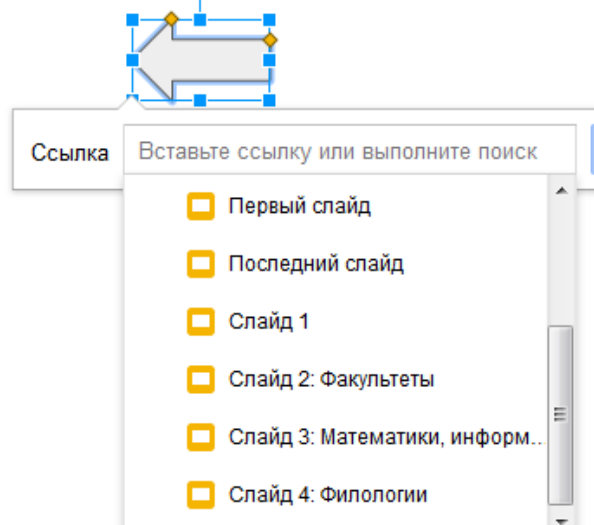 Ссылка
Вставьте ссылку или выполните поиск
Первый слайд
Последний слайд
Слайд 1
Слайд 2: Факультеты
Слайд 3: Математики, информ...
Слайд 4: Филологии